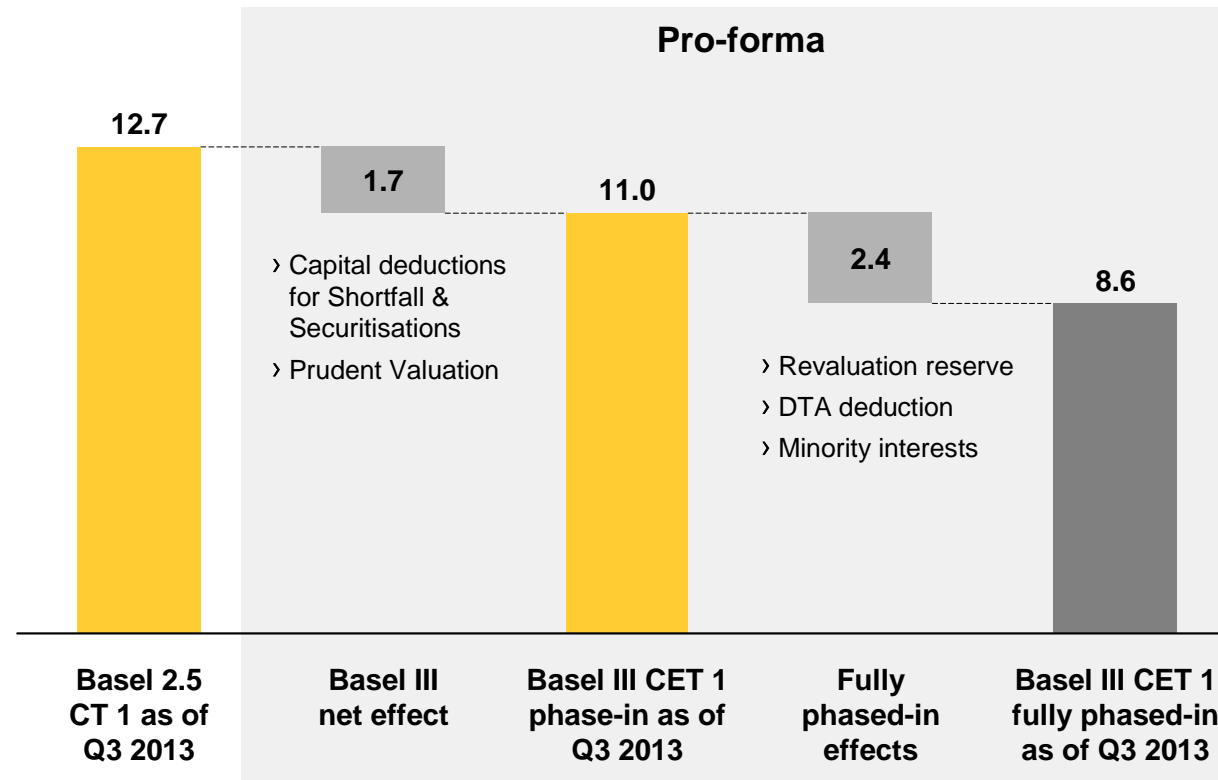 Pro-forma
12.7
1.7
11.0
2.4
8.6
› Capital deductions
for Shortfall &
Securitisations
› Prudent Valuation
› Revaluation reserve
› DTA deduction
› Minority interests
Basel 2.5
CT 1 as of
Q3 2013
Basel III
net effect
Basel III CET 1
phase-in as of
Q3 2013
Fully
phased-in
effects
Basel III CET 1
fully phased-in
as of Q3 2013